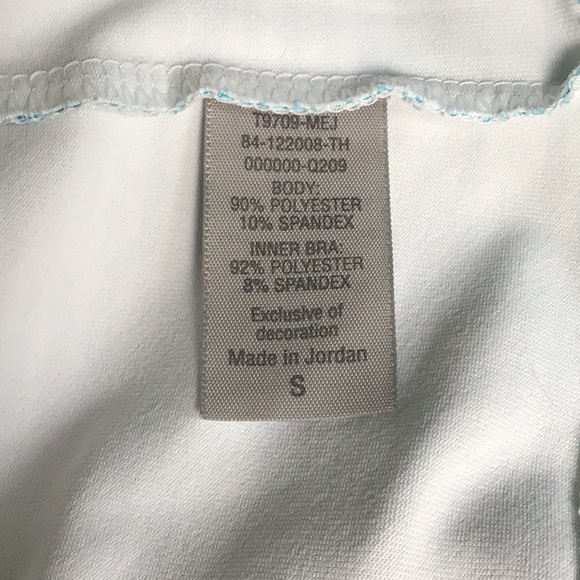 T9709-MEJ
84-122008-TH
000000-Q209
BODY:
90% POLYESTER
10% SPANDEX
INNER BRA:
92% POLYESTER
8% SPANDEX
Exclusive of
decoration
Made in Jordan
S